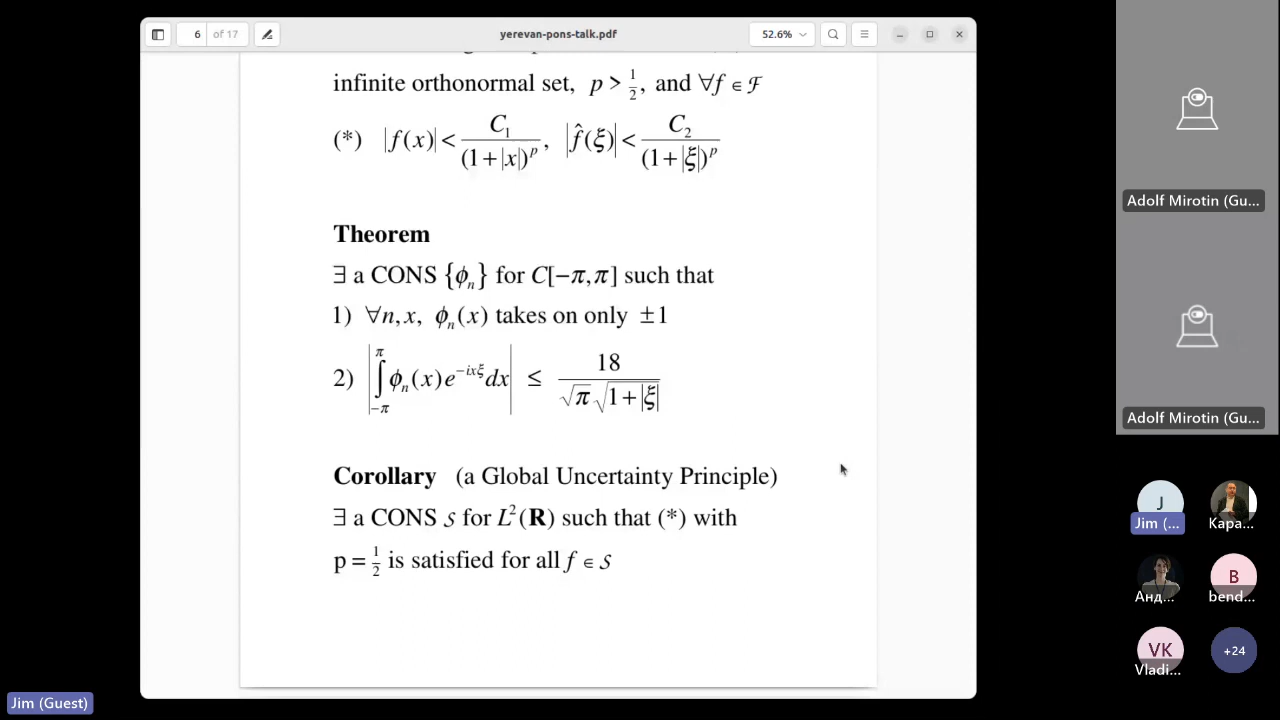 6 of 17
yerevan-pons-talk.pdf
52.6%
infinite orthonormal set, p > 1/2, and ∀f ∈ ℱ
(*) |f(x)| < C₁/(1+|x|)^p, |f̂(ξ)| < C₂/(1+|ξ|)^p
Theorem
∃ a CONS {ϕₙ} for C[−π,π] such that
1) ∀n,x, ϕₙ(x) takes on only ±1
2) |∫_{−π}^{π} ϕₙ(x)e^{−ixξ}dx| ≤ 18/(√π√(1+|ξ|))
Corollary (a Global Uncertainty Principle)
∃ a CONS 𝒮 for L²(R) such that (*) with
p = 1/2 is satisfied for all f ∈ 𝒮
Adolf Mirotin (Gu...
Adolf Mirotin (Gu...
J
Jim (...
Кара...
Анд...
B
bend...
VK
Vladi...
+24
Jim (Guest)